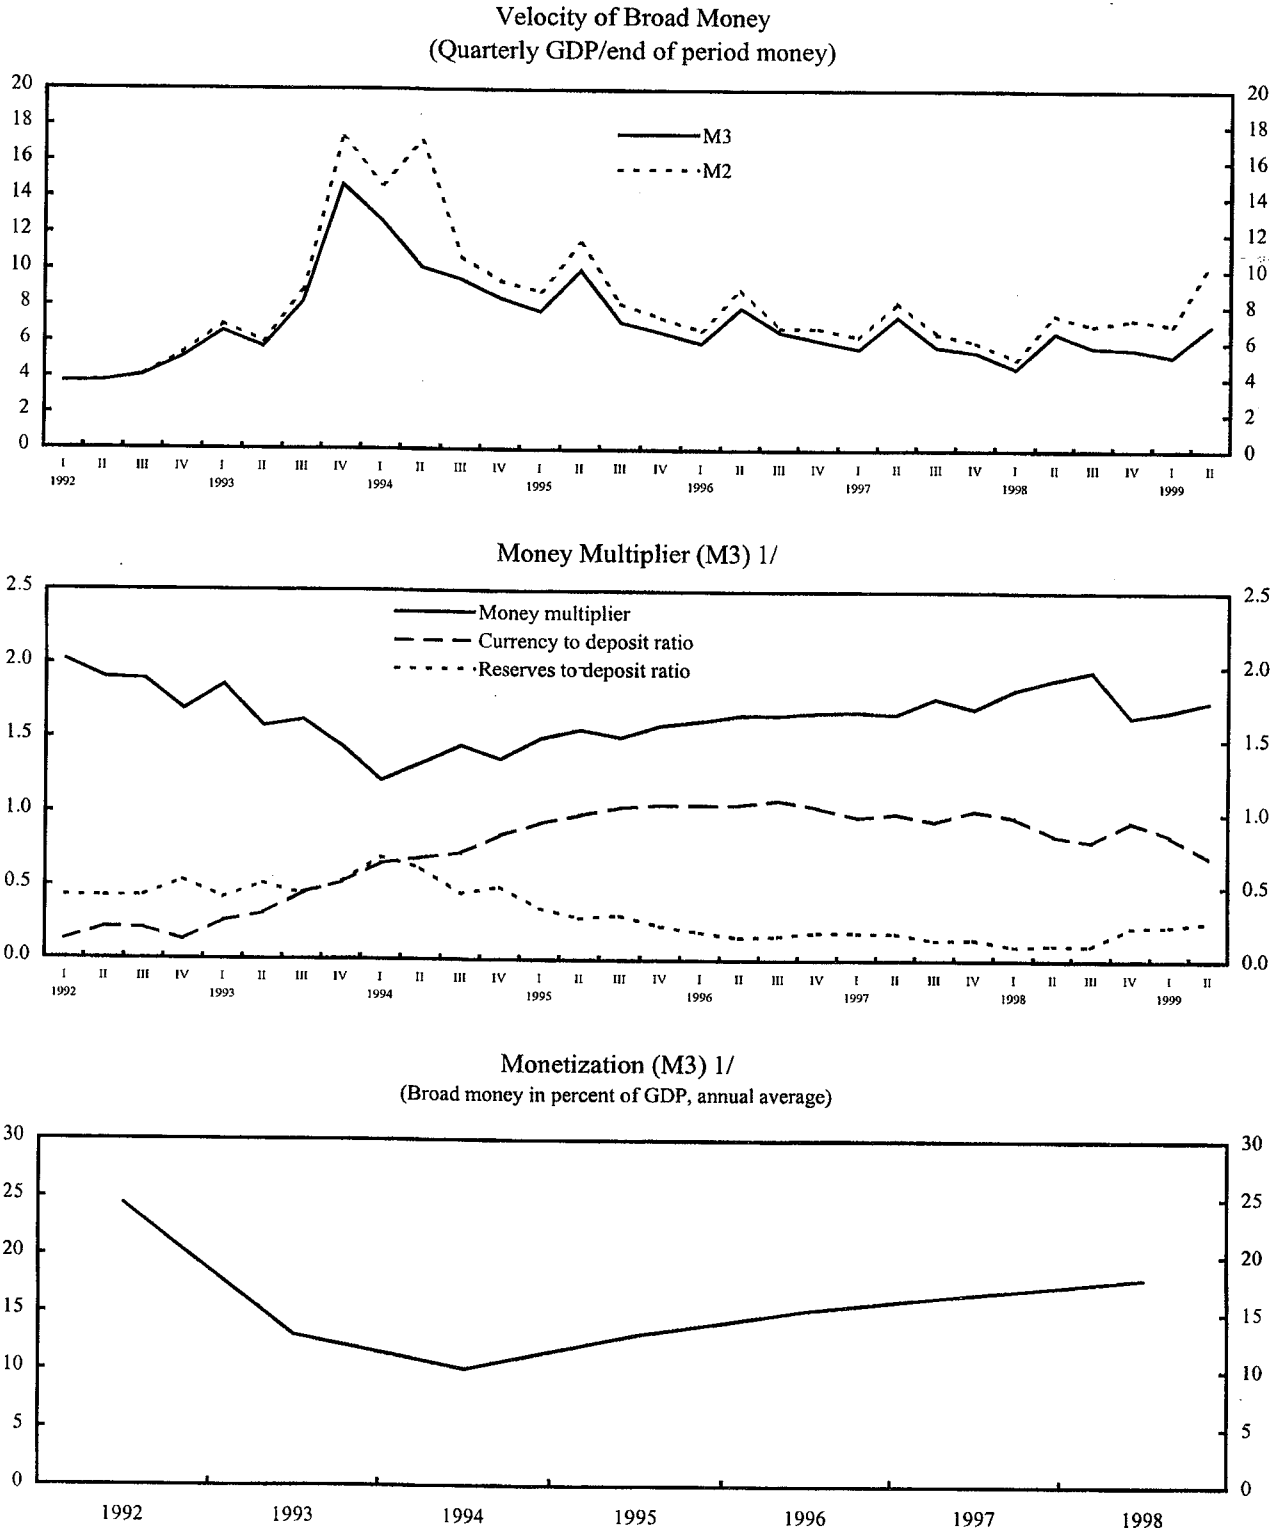 Velocity of Broad Money
(Quarterly GDP/end of period money)
20 20
18 18
M3
16 16
M2
14 14
12 12
10 10
8 8
6 6
4 4
2 2
0 0
I II III IV I II III IV I II III IV I II III IV I II III IV I II III IV I II III IV I II
1992 1993 1994 1995 1996 1997 1998 1999
Money Multiplier (M3) 1/
2.5 2.5
Money multiplier
Currency to deposit ratio
2.0 Reserves to deposit ratio 2.0
1.5 1.5
1.0 1.0
0.5 0.5
0.0 0.0
I II III IV I II III IV I II III IV I II III IV I II III IV I II III IV I II III IV I II
1992 1993 1994 1995 1996 1997 1998 1999
Monetization (M3) 1/
(Broad money in percent of GDP, annual average)
30 30
25 25
20 20
15 15
10 10
5 5
0 0
1992 1993 1994 1995 1996 1997 1998